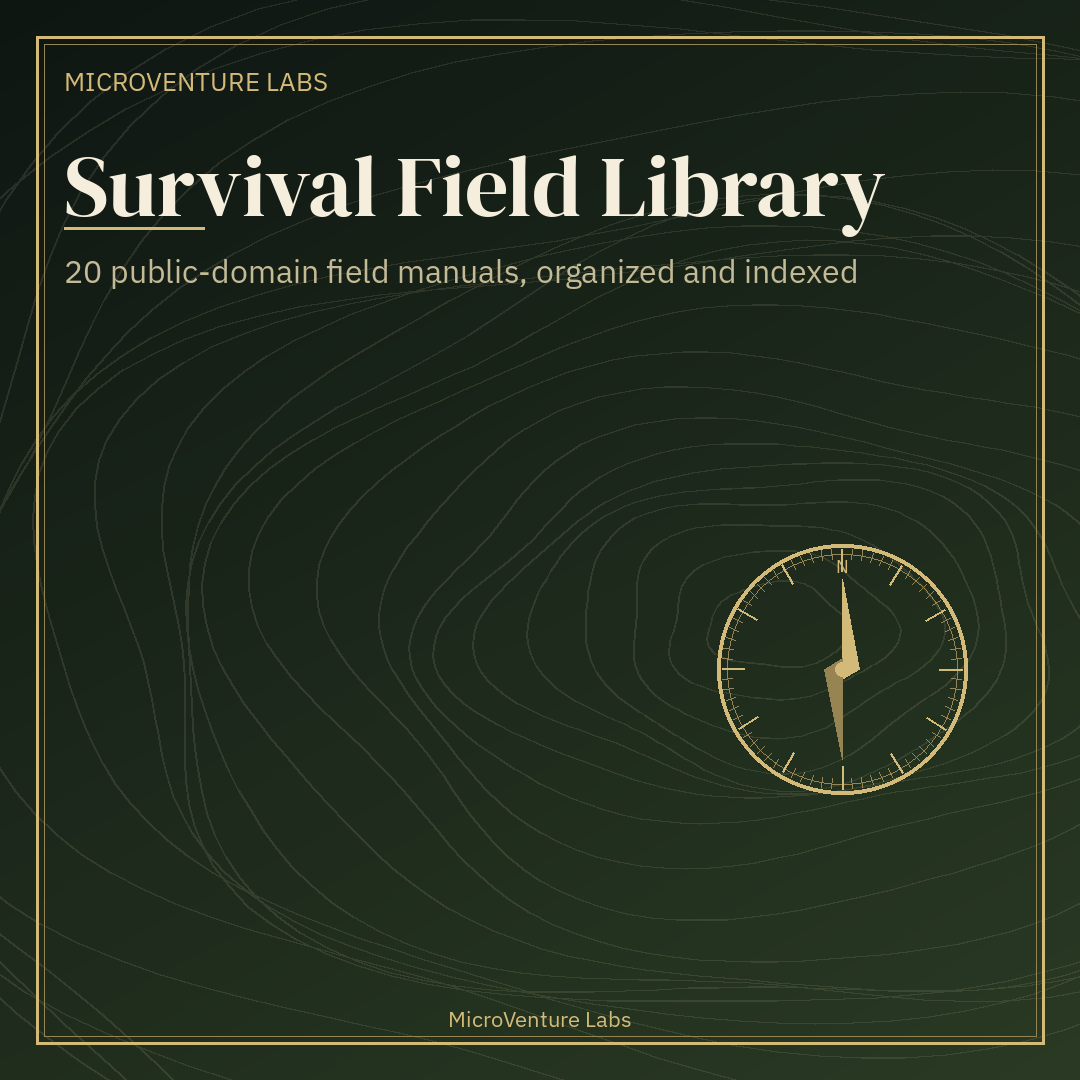 MICROVENTURE LABS
Survival Field Library
20 public-domain field manuals, organized and indexed
N
MicroVenture Labs